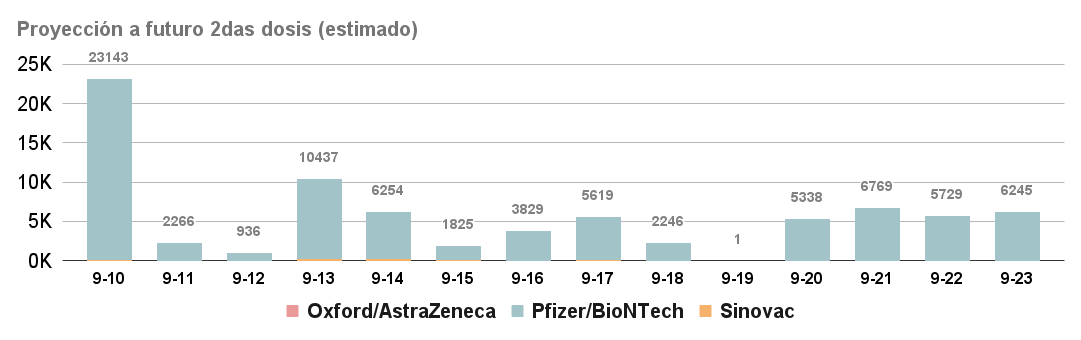 Proyección a futuro 2das dosis (estimado)
25K
20K
15K
10K
5K
0K
23143
2266
936
10437
6254
1825
3829
5619
2246
1
5338
6769
5729
6245
9-10 9-11 9-12 9-13 9-14 9-15 9-16 9-17 9-18 9-19 9-20 9-21 9-22 9-23
Oxford/AstraZeneca Pfizer/BioNTech Sinovac